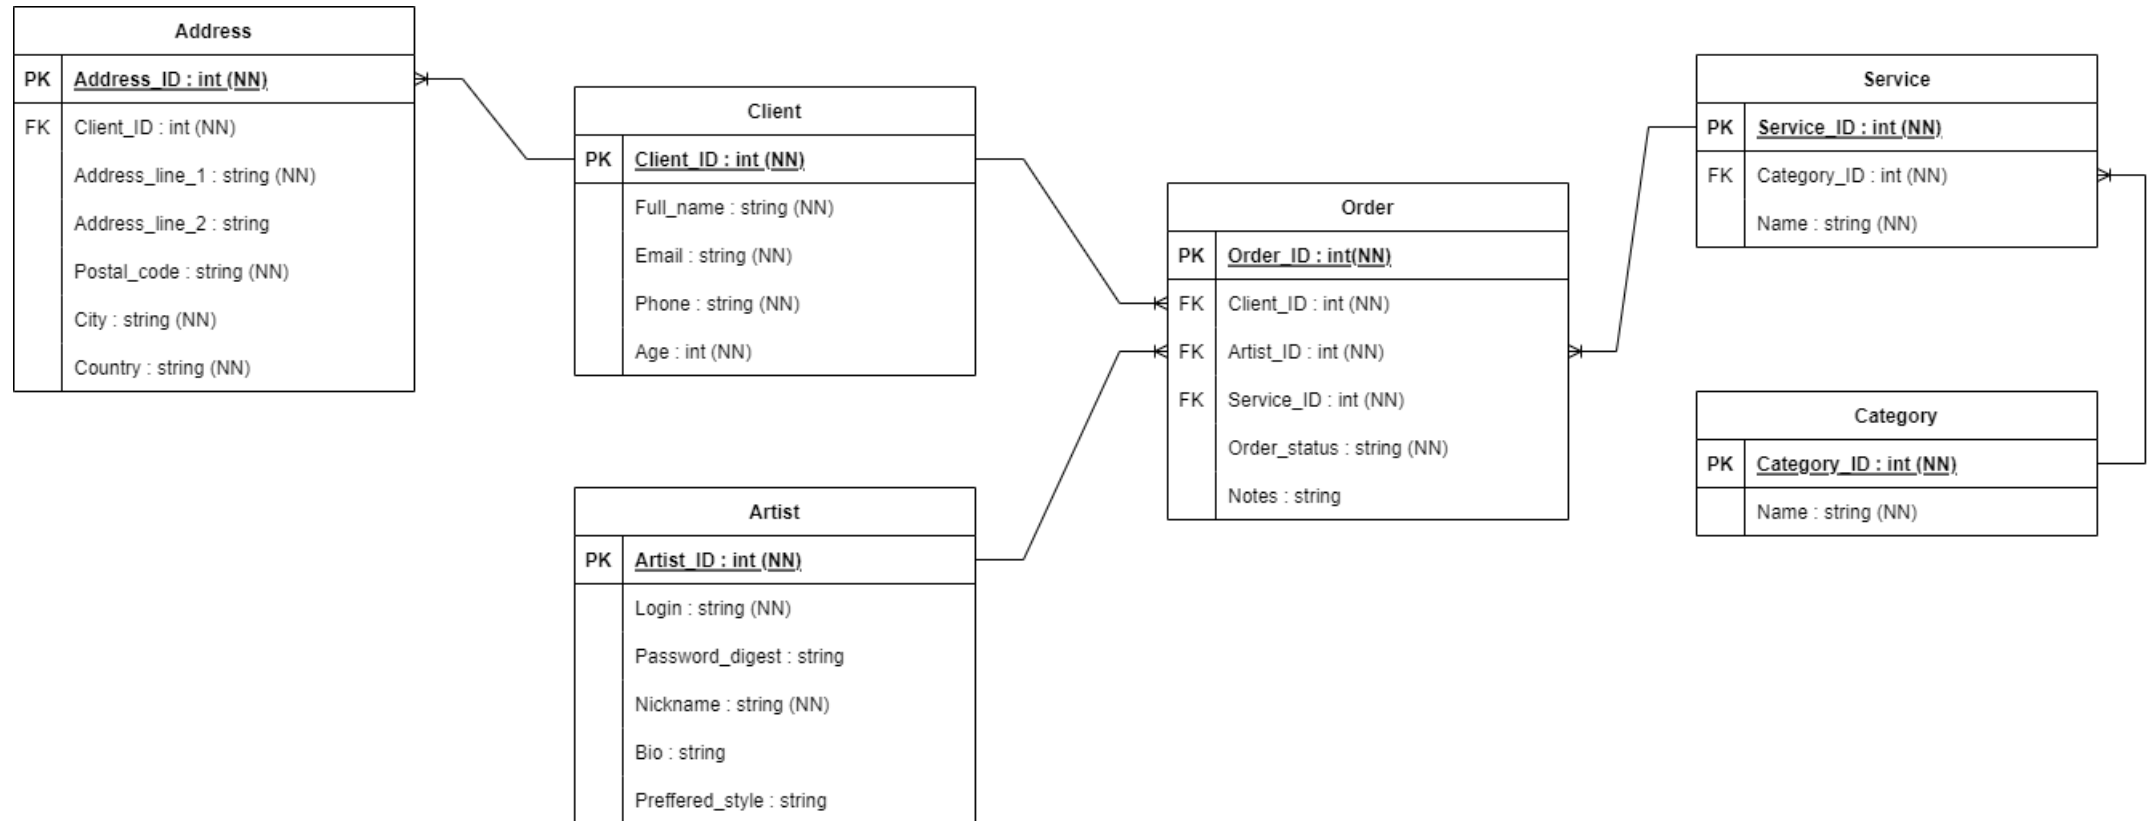 Address
PK Address_ID : int (NN)
FK Client_ID : int (NN)
Address_line_1 : string (NN)
Address_line_2 : string
Postal_code : string (NN)
City : string (NN)
Country : string (NN)
Client
PK Client_ID : int (NN)
Full_name : string (NN)
Email : string (NN)
Phone : string (NN)
Age : int (NN)
Artist
PK Artist_ID : int (NN)
Login : string (NN)
Password_digest : string
Nickname : string (NN)
Bio : string
Preffered_style : string
Order
PK Order_ID : int(NN)
FK Client_ID : int (NN)
FK Artist_ID : int (NN)
FK Service_ID : int (NN)
Order_status : string (NN)
Notes : string
Service
PK Service_ID : int (NN)
FK Category_ID : int (NN)
Name : string (NN)
Category
PK Category_ID : int (NN)
Name : string (NN)